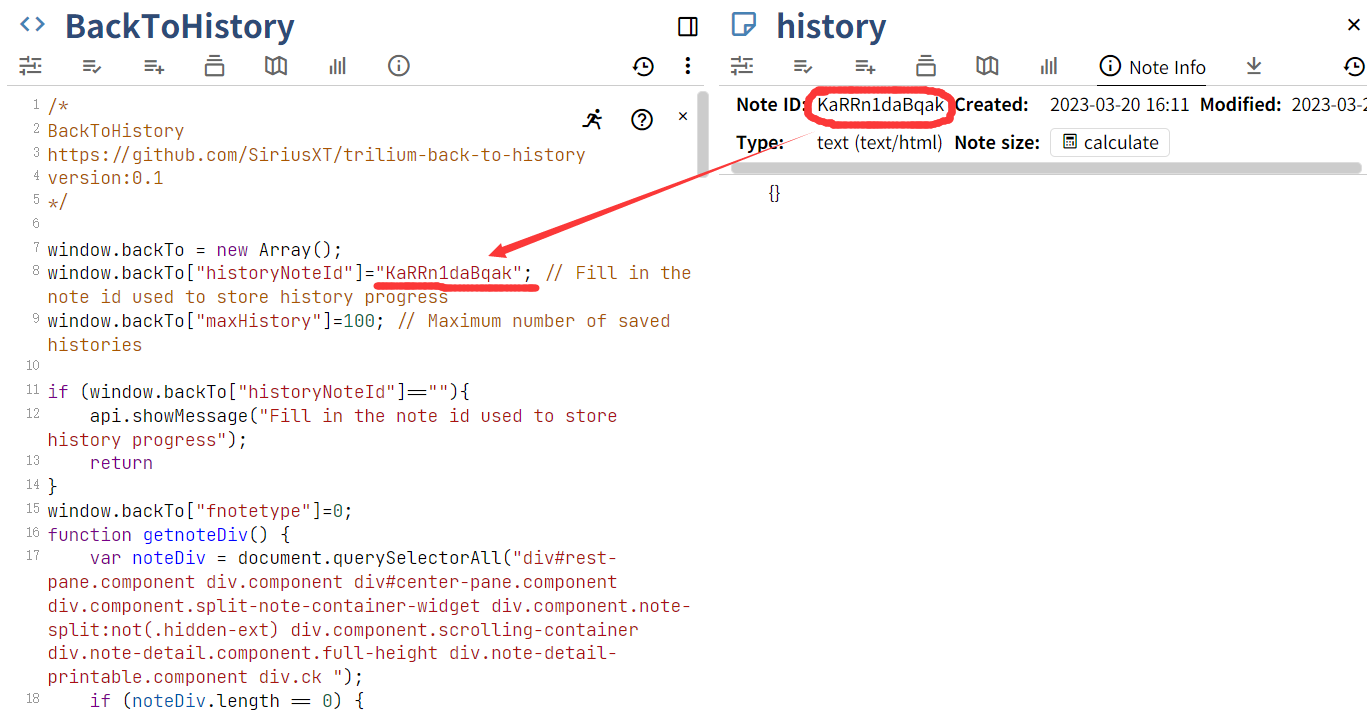 BackToHistory
1 /*
2 BackToHistory
3 https://github.com/SiriusXT/trilium-back-to-history
4 version:0.1
5 */
6
7 window.backTo = new Array();
8 window.backTo["historyNoteId"]="KaRRn1daBqak"; // Fill in the
note id used to store history progress
9 window.backTo["maxHistory"]=100; // Maximum number of saved
histories
10
11 if (window.backTo["historyNoteId"]==""){
12 api.showMessage("Fill in the note id used to store
history progress");
13 return
14 }
15 window.backTo["fnotetype"]=0;
16 function getnoteDiv() {
17 var noteDiv = document.querySelectorAll("div#rest-
pane.component div.component div#center-pane.component
div.component.split-note-container-widget div.component.note-
split:not(.hidden-ext) div.component.scrolling-container
div.note-detail.component.full-height div.note-detail-
printable.component div.ck ");
18 if (noteDiv.length == 0) {
history
Note Info
Note ID: KaRRn1daBqak Created: 2023-03-20 16:11 Modified: 2023-03-2
Type: text (text/html) Note size: calculate
{}